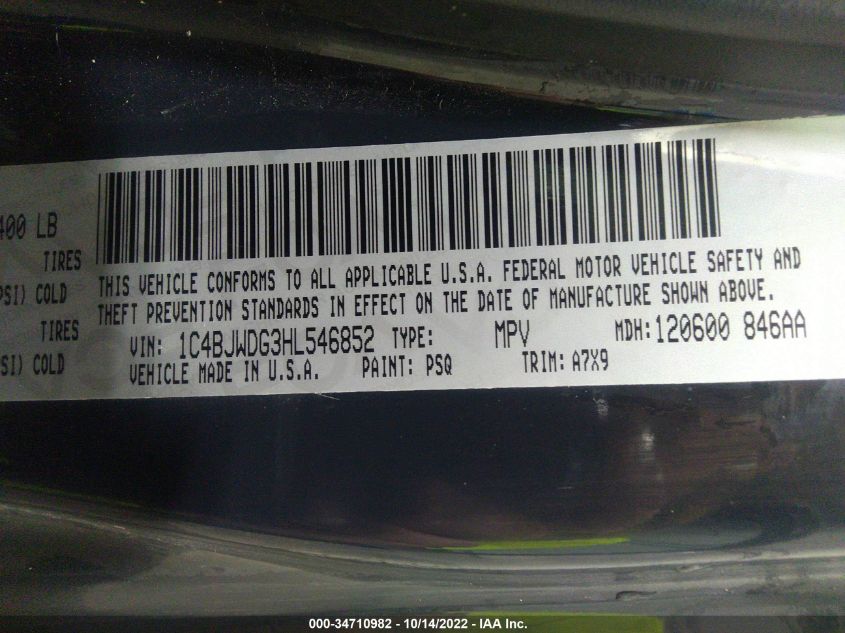 400 LB
TIRES
PSI) COLD
TIRES
SI) COLD
THIS VEHICLE CONFORMS TO ALL APPLICABLE U.S.A. FEDERAL MOTOR VEHICLE SAFETY AND
THEFT PREVENTION STANDARDS IN EFFECT ON THE DATE OF MANUFACTURE SHOWN ABOVE.
VIN: 1C4BJWDG3HL546852 TYPE: MPV MDH: 120600 846AA
VEHICLE MADE IN U.S.A. PAINT: PSQ TRIM: A7X9
000-34710982 - 10/14/2022 - IAA Inc.